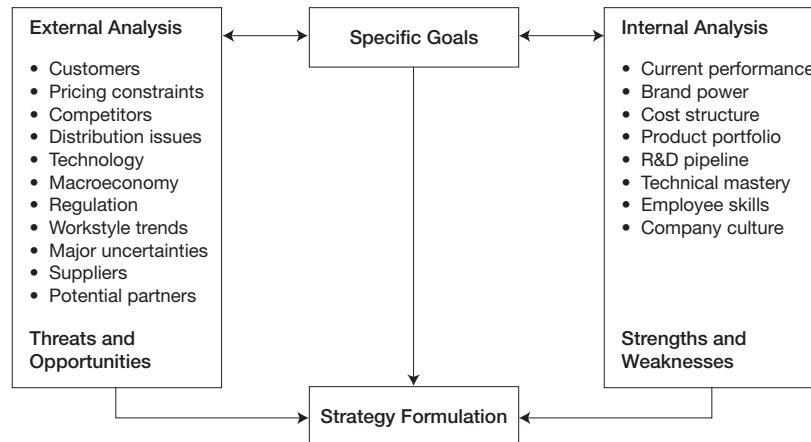 External Analysis
• Customers
• Pricing constraints
• Competitors
• Distribution issues
• Technology
• Macroeconomy
• Regulation
• Workstyle trends
• Major uncertainties
• Suppliers
• Potential partners
Threats and
Opportunities
Specific Goals
Internal Analysis
• Current performance
• Brand power
• Cost structure
• Product portfolio
• R&D pipeline
• Technical mastery
• Employee skills
• Company culture
Strengths and
Weaknesses
Strategy Formulation